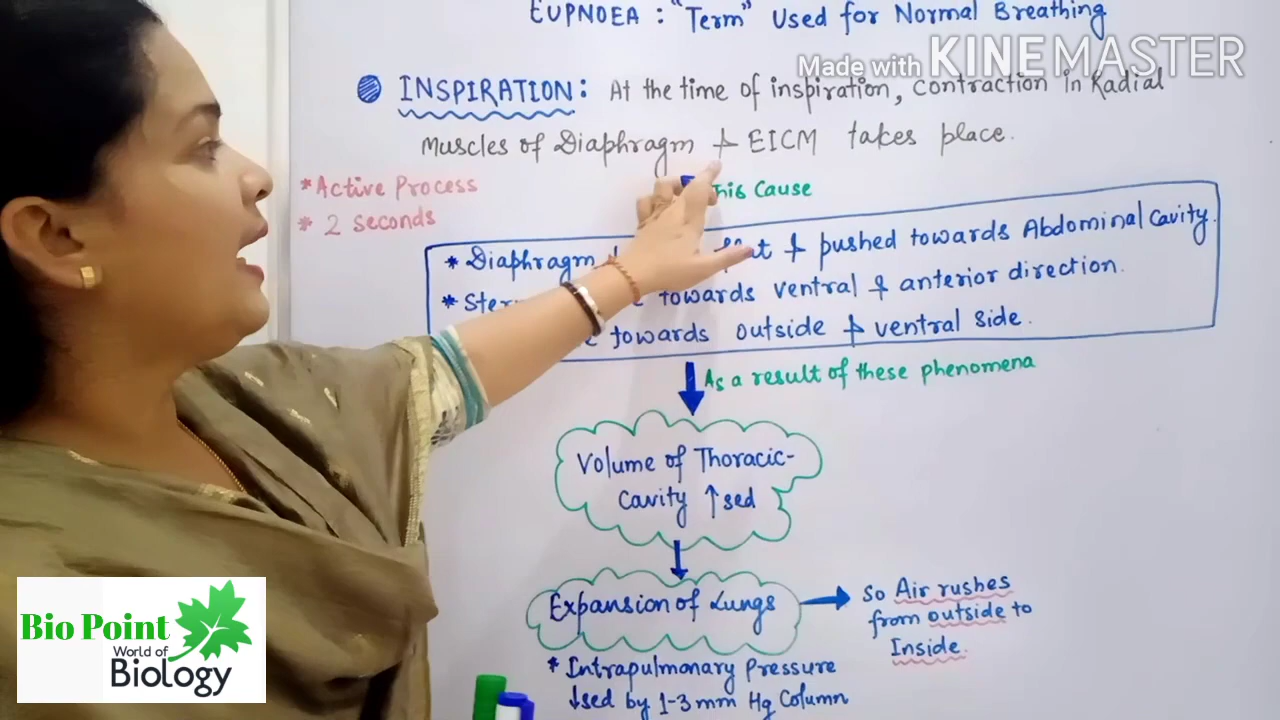 EUPNOEA : "Term" Used for Normal Breathing
Made with KINEMASTER
INSPIRATION: At the time of inspiration, contraction in Radial
Muscles of Diaphragm & EICM takes place.
* Active Process
* 2 seconds
This Cause
* Diaphragm flat & pushed towards Abdominal Cavity.
* towards ventral & anterior direction.
towards outside & ventral side.
As a result of these phenomena
Volume of Thoracic-
Cavity ↑sed
Expansion of Lungs
So Air rushes
from outside to
Inside.
* Intrapulmonary Pressure
↓sed by 1-3 mm Hg Column
Bio Point
World of
Biology